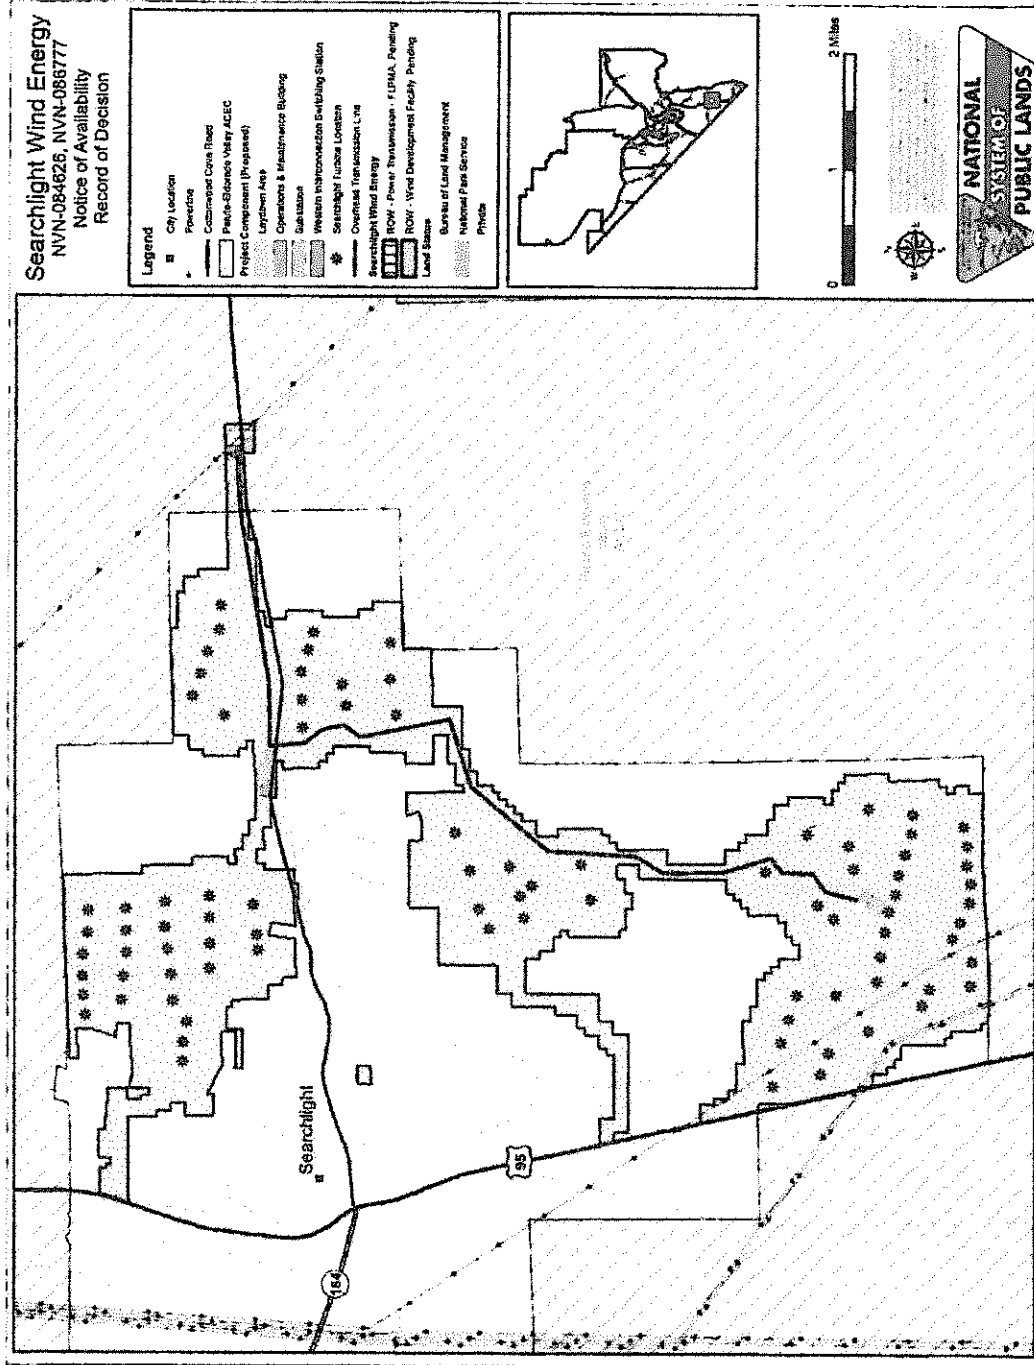 Searchlight Wind Energy
NVN-084626, NVN-086777
Notice of Availability
Record of Decision
Legend
City Location
Powerline
Cottonwood Cove Road
Paiute-Eldorado Valley ACEC
Project Component (Proposed)
Laydown Area
Operations & Maintenance Building
Substation
Western Interconnection Switching Station
Searchlight Turbine Location
Overhead Transmission Line
Searchlight Wind Energy
ROW - Power Transmission - FLPMA, Pending
ROW - Wind Development Facility, Pending
Land Status
Bureau of Land Management
National Park Service
Private
0
1
2 Miles
NATIONAL
SYSTEM OF
PUBLIC LANDS
Searchlight
164
95